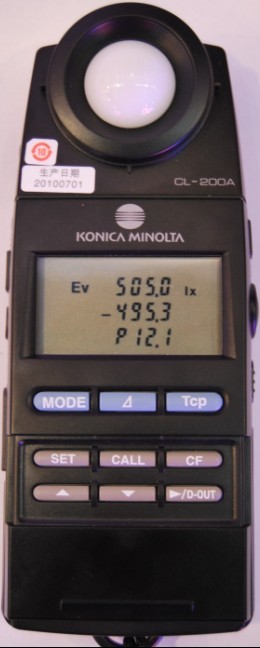 10
生产日期
20100701
CL-200A
KONICA MINOLTA
Ev 505.0 lx
-495.3
P12.1
MODE ⊿ Tcp
SET CALL CF
▲ ▼ ▶/D-OUT